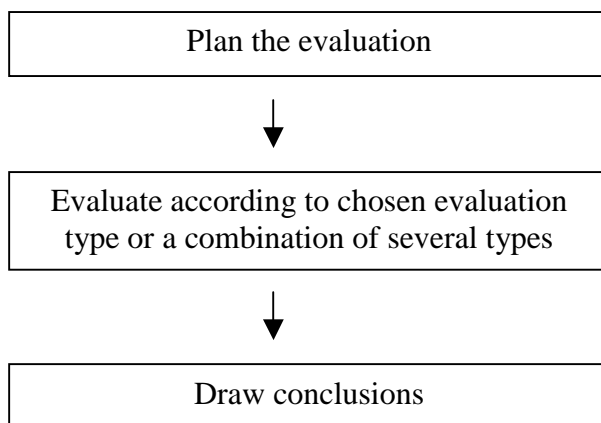 Plan the evaluation
Evaluate according to chosen evaluation
type or a combination of several types
Draw conclusions